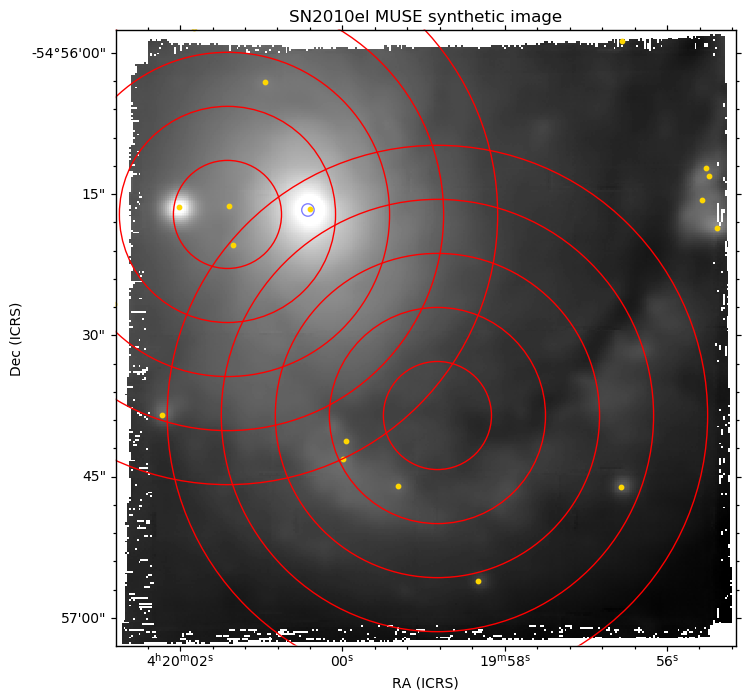 SN2010el MUSE synthetic image
-54°56'00"
15"
30"
45"
57'00"
Dec (ICRS)
4ʰ20ᵐ02ˢ 00ˢ 19ᵐ58ˢ 56ˢ
RA (ICRS)